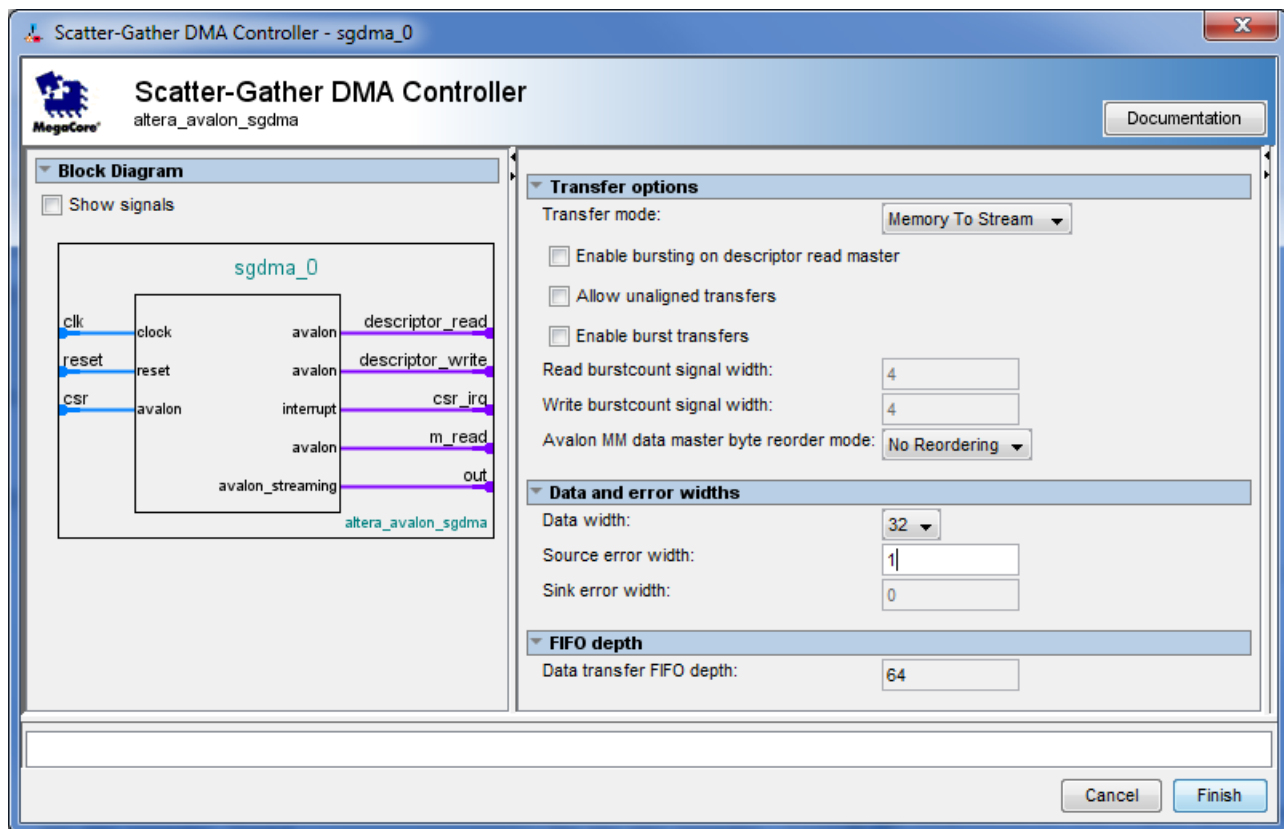 Scatter-Gather DMA Controller - sgdma_0
X
MegaCore®
Scatter-Gather DMA Controller
altera_avalon_sgdma
Documentation
Block Diagram
Show signals
sgdma_0
clk
clock
avalon
descriptor_read
reset
reset
avalon
descriptor_write
csr
avalon
interrupt
csr_irq
avalon
m_read
avalon_streaming
out
altera_avalon_sgdma
Transfer options
Transfer mode: Memory To Stream
Enable bursting on descriptor read master
Allow unaligned transfers
Enable burst transfers
Read burstcount signal width: 4
Write burstcount signal width: 4
Avalon MM data master byte reorder mode: No Reordering
Data and error widths
Data width: 32
Source error width: 1
Sink error width: 0
FIFO depth
Data transfer FIFO depth: 64
Cancel
Finish